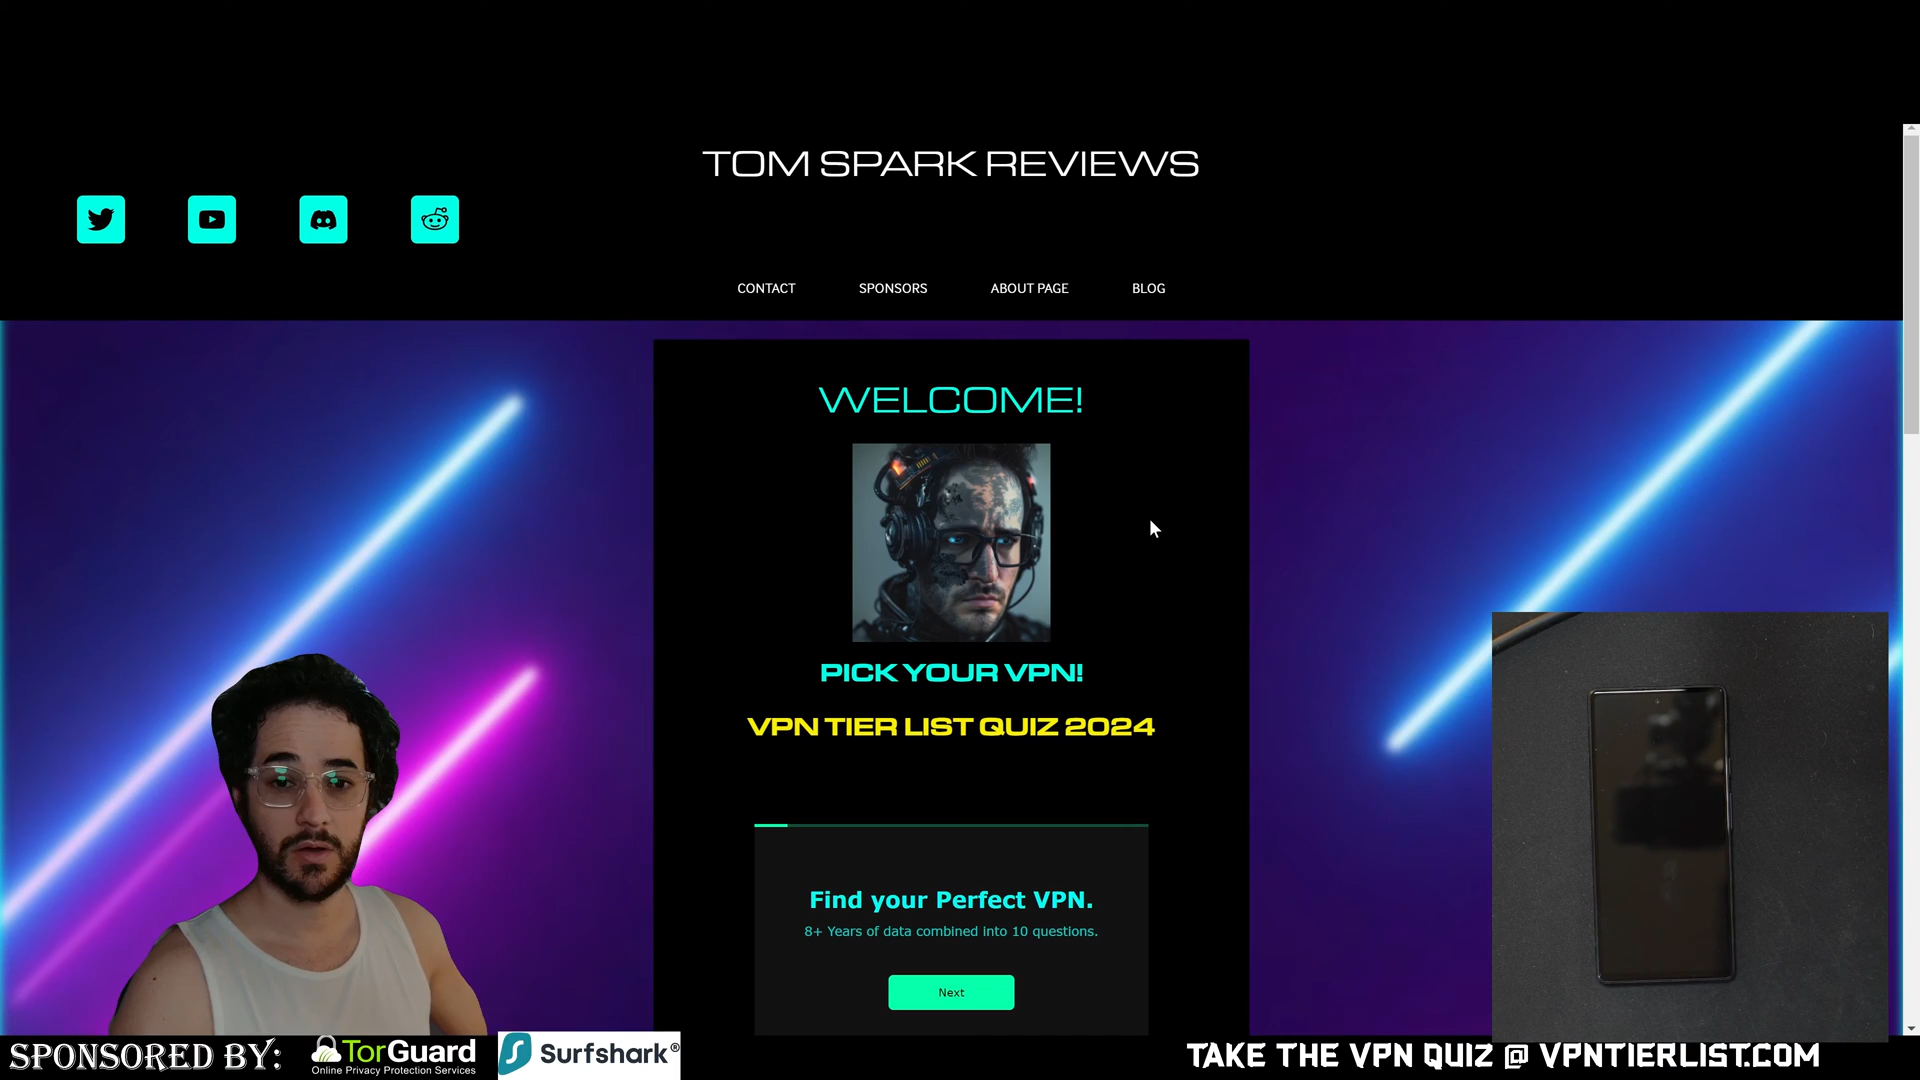 TOM SPARK REVIEWS
CONTACT
SPONSORS
ABOUT PAGE
BLOG
WELCOME!
PICK YOUR VPN!
VPN TIER LIST QUIZ 2024
Find your Perfect VPN.
8+ Years of data combined into 10 questions.
Next
SPONSORED BY:
TorGuard
Online Privacy Protection Services
Surfshark®
TAKE THE VPN QUIZ @ VPNTIERLIST.COM